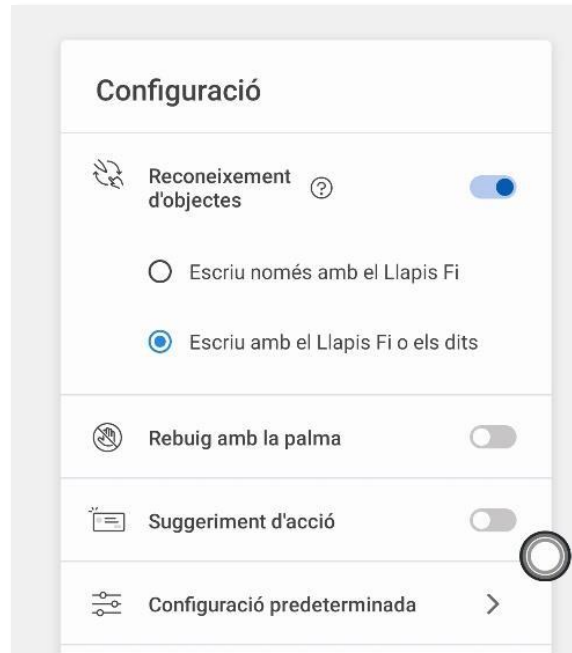 Configuració
Reconeixement
d'objectes
Escriu només amb el Llapis Fi
Escriu amb el Llapis Fi o els dits
Rebuig amb la palma
Suggeriment d'acció
Configuració predeterminada